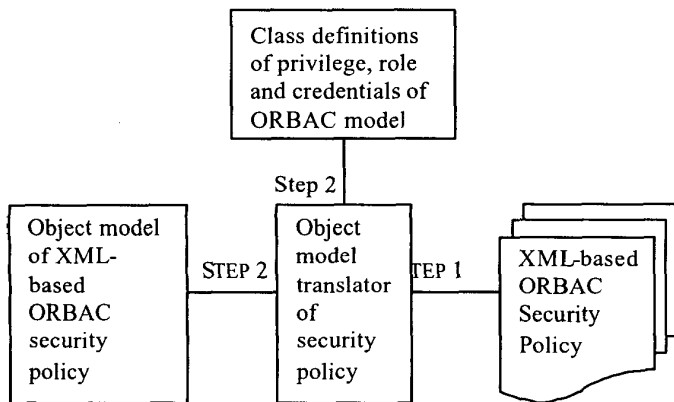 Class definitions
of privilege, role
and credentials of
ORBAC model
Step 2
Object model
of XML-
based
ORBAC
security
policy
STEP 2
Object
model
translator
of
security
policy
TEP 1
XML-based
ORBAC
Security
Policy